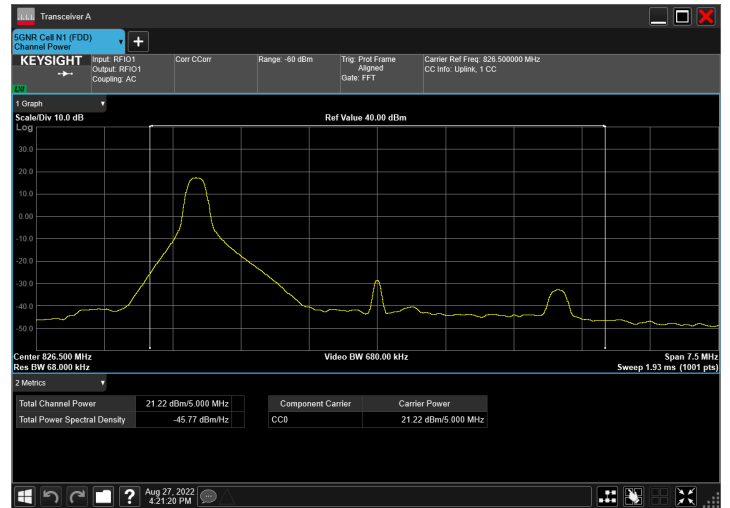 Transceiver A
5GNR Cell N1 (FDD)
Channel Power
KEYSIGHT
LXI
Input: RFIO1
Output: RFIO1
Coupling: AC
Corr CCorr
Range: -60 dBm
Trig: Prot Frame
Aligned
Gate: FFT
Carrier Ref Freq: 826.500000 MHz
CC Info: Uplink, 1 CC
1 Graph
Scale/Div 10.0 dB
Ref Value 40.00 dBm
Log
30.0
20.0
10.0
0.00
-10.0
-20.0
-30.0
-40.0
-50.0
Center 826.500 MHz
Video BW 680.00 kHz
Span 7.5 MHz
Res BW 68.000 kHz
Sweep 1.93 ms (1001 pts)
2 Metrics
Total Channel Power 21.22 dBm/5.000 MHz
Total Power Spectral Density -45.77 dBm/Hz
Component Carrier Carrier Power
CC0 21.22 dBm/5.000 MHz
?
Aug 27, 2022
4:21:20 PM